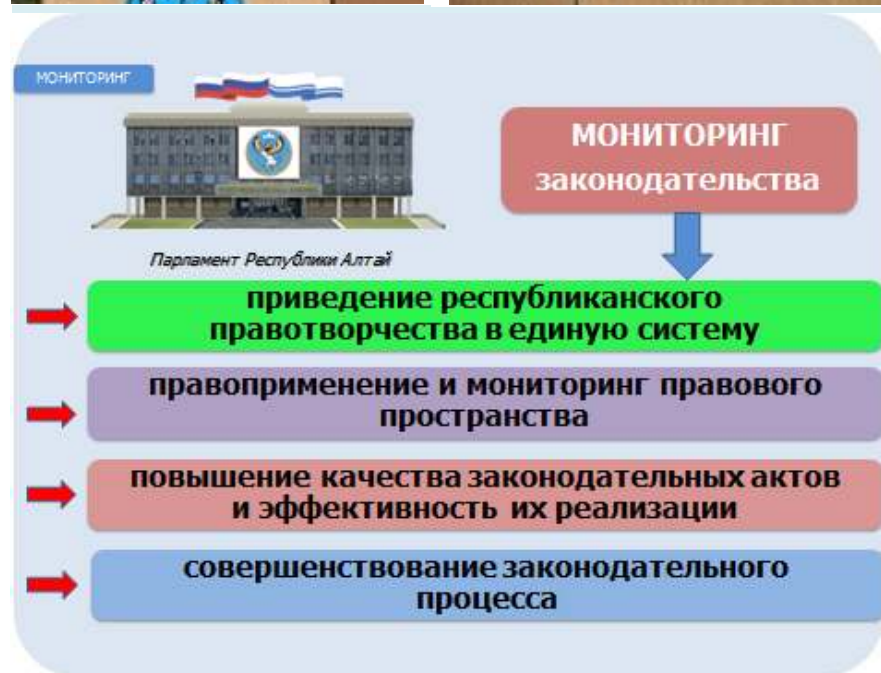 МОНИТОРИНГ
МОНИТОРИНГ
законодательства
Парламент Республики Алтай
приведение республиканского
правотворчества в единую систему
правоприменение и мониторинг правового
пространства
повышение качества законодательных актов
и эффективность их реализации
совершенствование законодательного
процесса